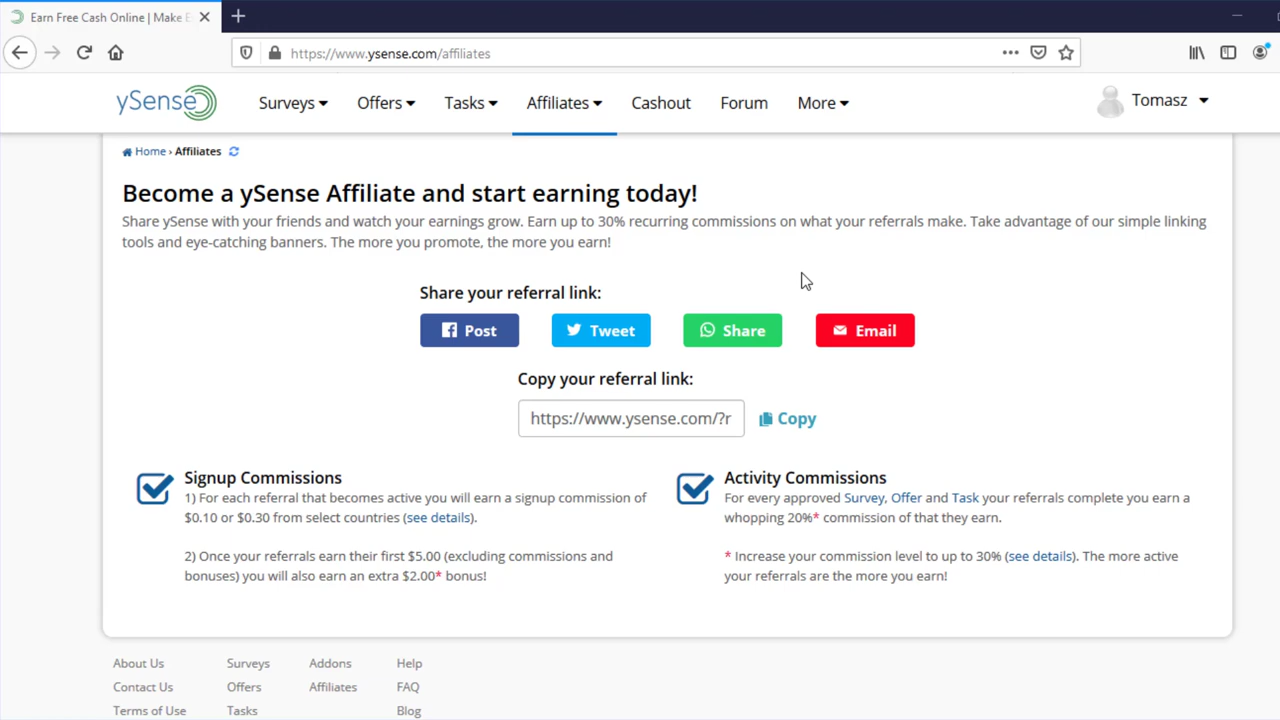 Earn Free Cash Online | Make E
https://www.ysense.com/affiliates
ySense
Surveys Offers Tasks Affiliates Cashout Forum More
Tomasz
Home › Affiliates
Become a ySense Affiliate and start earning today!
Share ySense with your friends and watch your earnings grow. Earn up to 30% recurring commissions on what your referrals make. Take advantage of our simple linking
tools and eye-catching banners. The more you promote, the more you earn!
Share your referral link:
Post Tweet Share Email
Copy your referral link:
https://www.ysense.com/?r Copy
Signup Commissions
1) For each referral that becomes active you will earn a signup commission of
$0.10 or $0.30 from select countries (see details).
2) Once your referrals earn their first $5.00 (excluding commissions and
bonuses) you will also earn an extra $2.00* bonus!
Activity Commissions
For every approved Survey, Offer and Task your referrals complete you earn a
whopping 20%* commission of that they earn.
* Increase your commission level to up to 30% (see details). The more active
your referrals are the more you earn!
About Us Surveys Addons Help
Contact Us Offers Affiliates FAQ
Terms of Use Tasks Blog